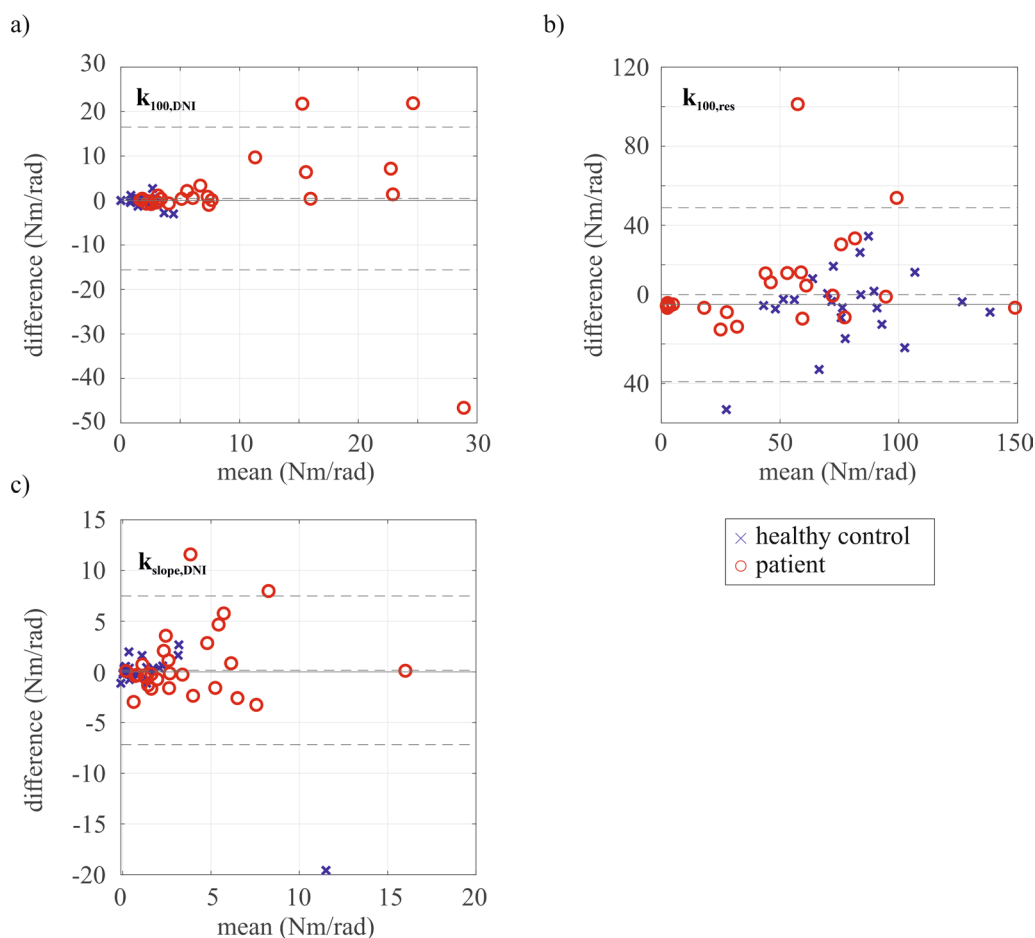 a)
30
20
10
0
-10
-20
-30
-40
-50
k100,DNI
difference (Nm/rad)
0
10
20
30
mean (Nm/rad)
b)
120
80
40
0
40
k100,res
difference (Nm/rad)
0
50
100
150
mean (Nm/rad)
c)
15
10
5
0
-5
-10
-15
-20
kslope,DNI
difference (Nm/rad)
0
5
10
15
20
mean (Nm/rad)
healthy control
patient